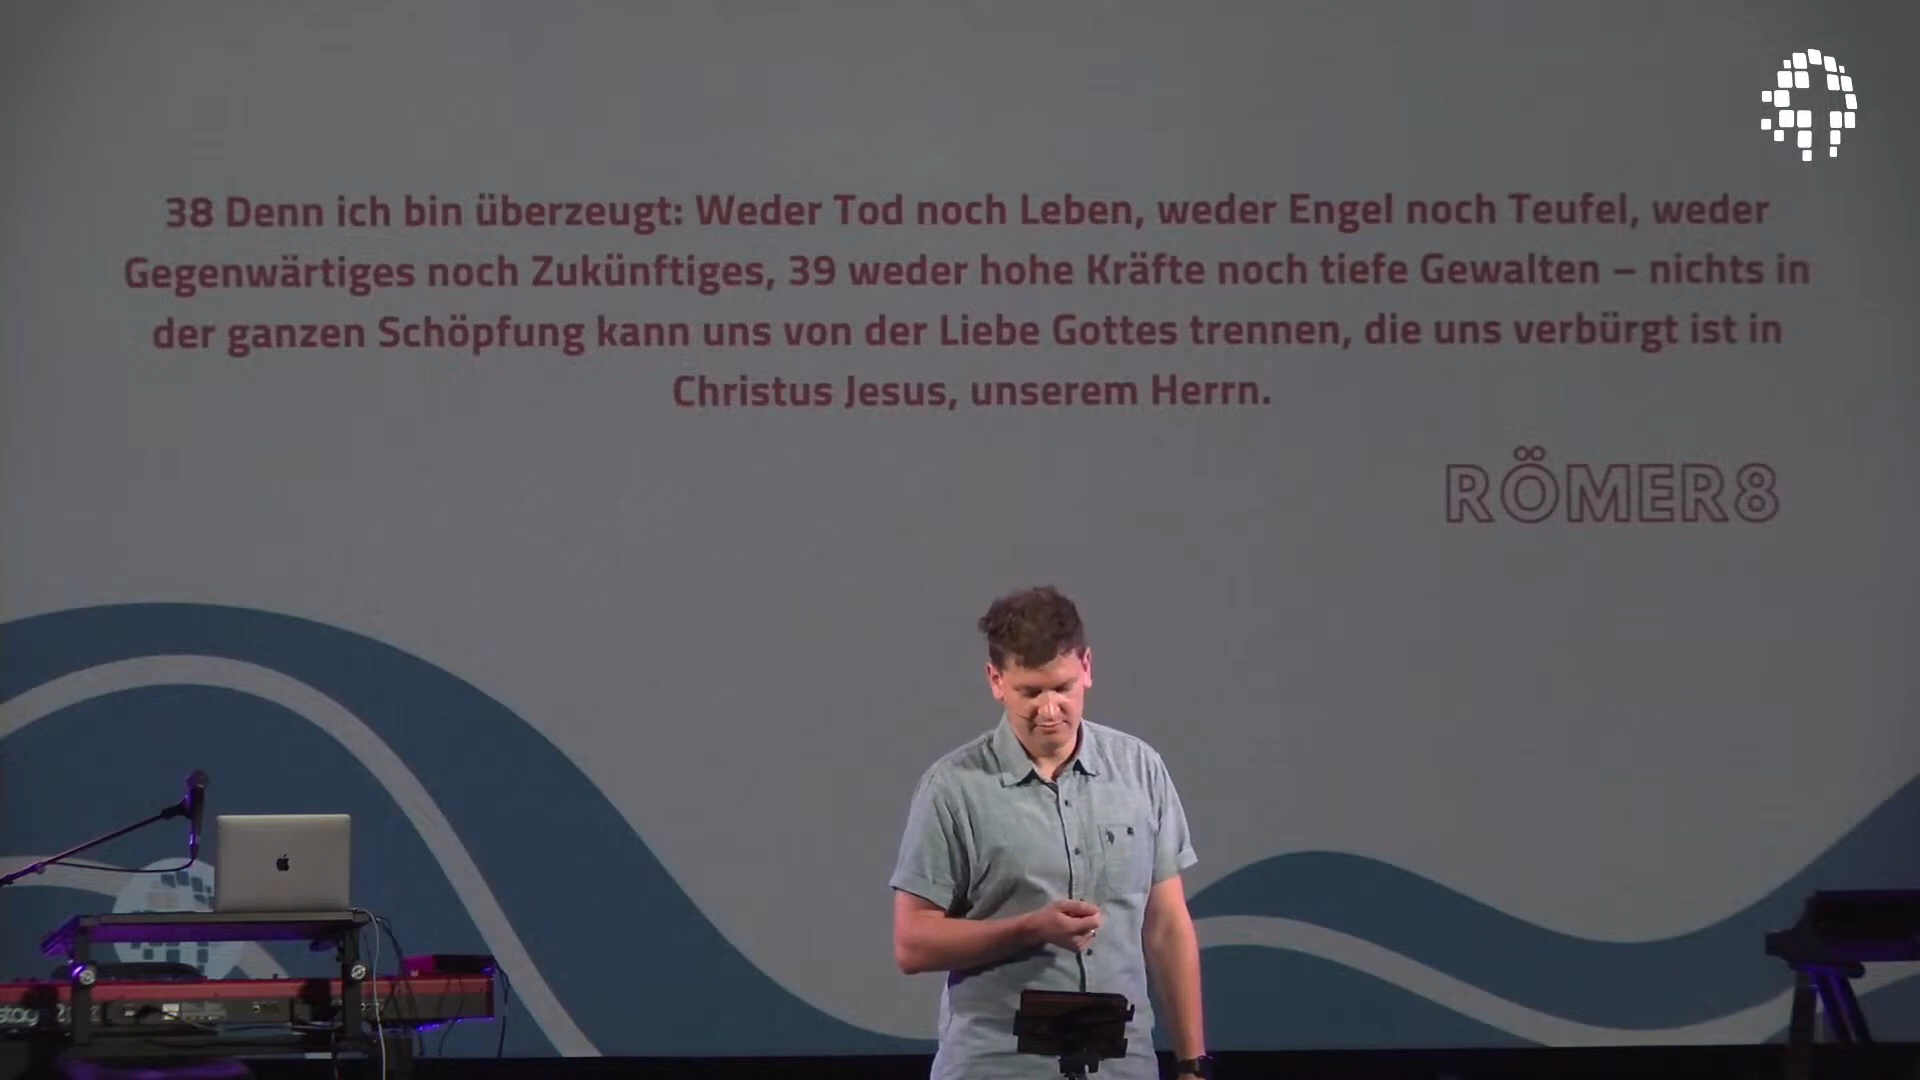 38 Denn ich bin überzeugt: Weder Tod noch Leben, weder Engel noch Teufel, weder
Gegenwärtiges noch Zukünftiges, 39 weder hohe Kräfte noch tiefe Gewalten – nichts in
der ganzen Schöpfung kann uns von der Liebe Gottes trennen, die uns verbürgt ist in
Christus Jesus, unserem Herrn.
RÖMER8